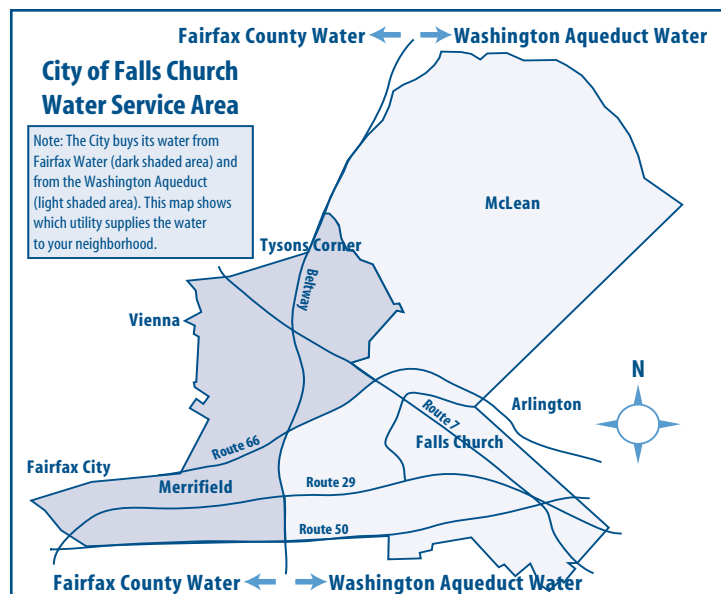 Fairfax County Water Washington Aqueduct Water
City of Falls Church
Water Service Area
Note: The City buys its water from
Fairfax Water (dark shaded area) and
from the Washington Aqueduct
(light shaded area). This map shows
which utility supplies the water
to your neighborhood.
McLean
Tysons Corner
Beltway
Vienna
N
Arlington
Route 7
Falls Church
Route 66
Fairfax City
Merrifield
Route 29
Route 50
Fairfax County Water Washington Aqueduct Water